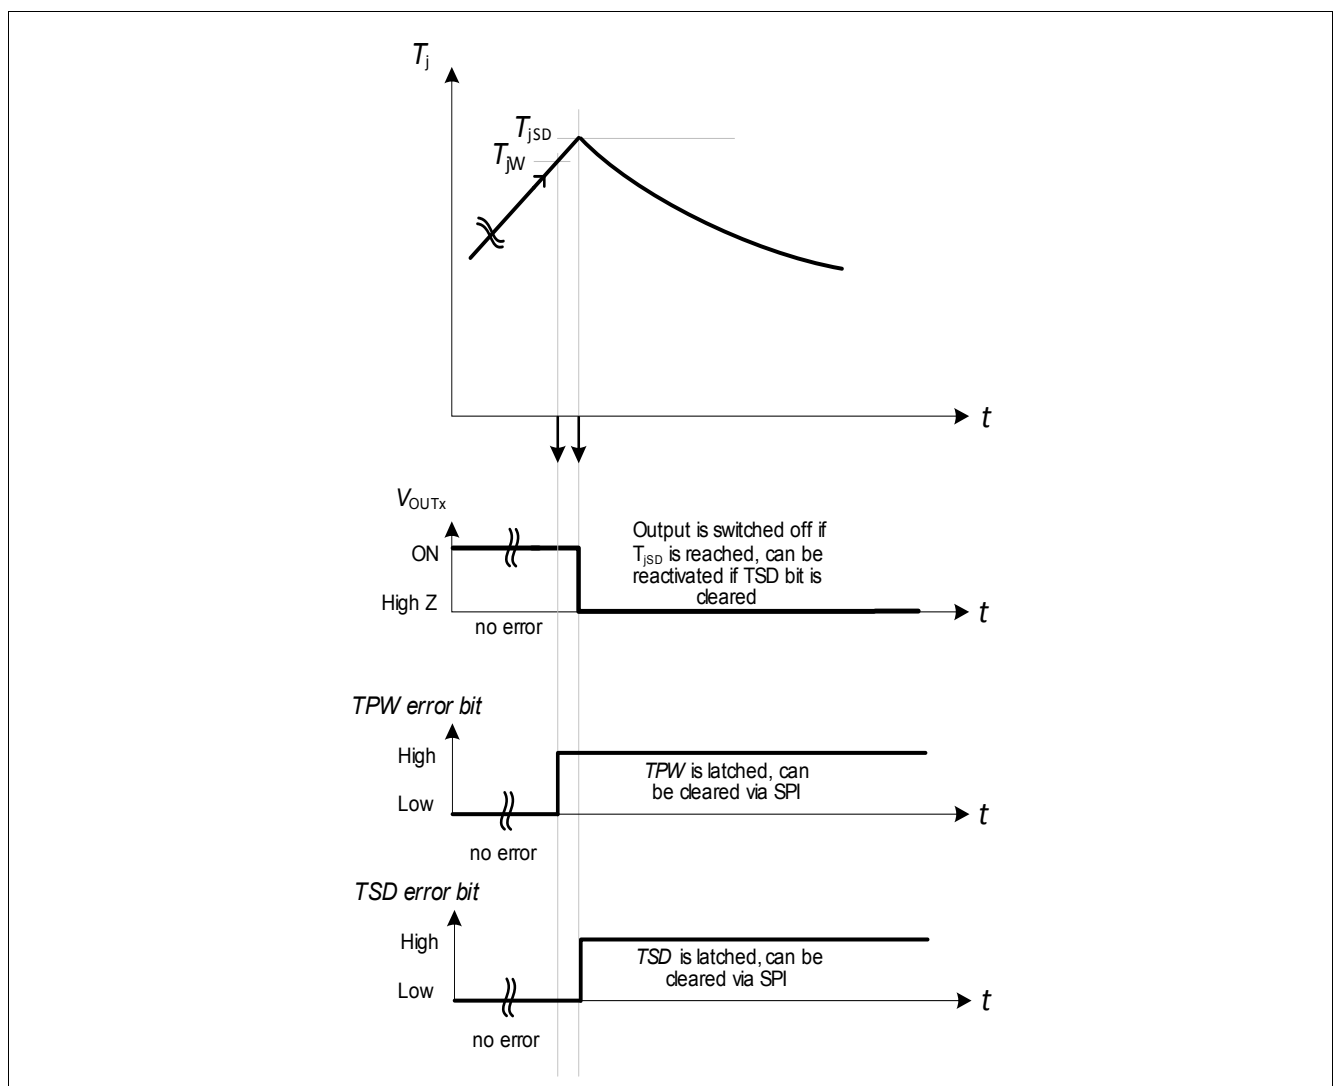 Tj
TjSD
TjW
t
VOUTx
ON
High Z
no error
Output is switched off if
TjSD is reached, can be
reactivated if TSD bit is
cleared
t
TPW error bit
High
Low
no error
TPW is latched, can
be cleared via SPI
t
TSD error bit
High
Low
no error
TSD is latched, can be
cleared via SPI
t